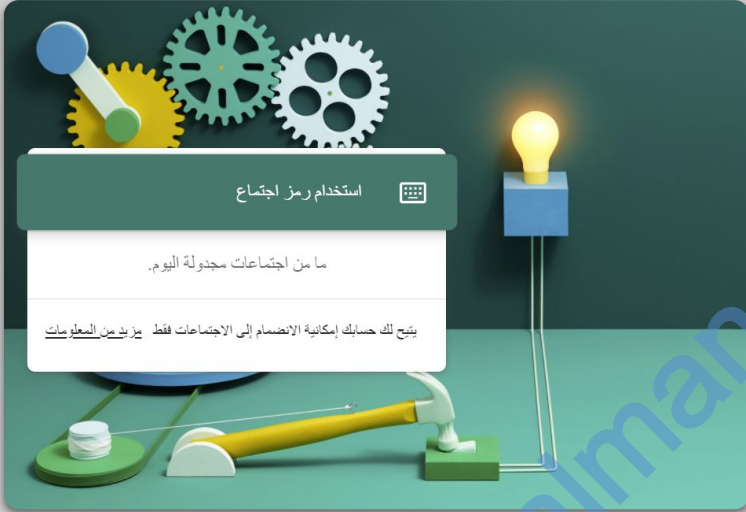 استخدام رمز اجتماع
ما من اجتماعات مجدولة اليوم.
يتيح لك حسابك إمكانية الانضمام إلى الاجتماعات فقط مزيد من المعلومات